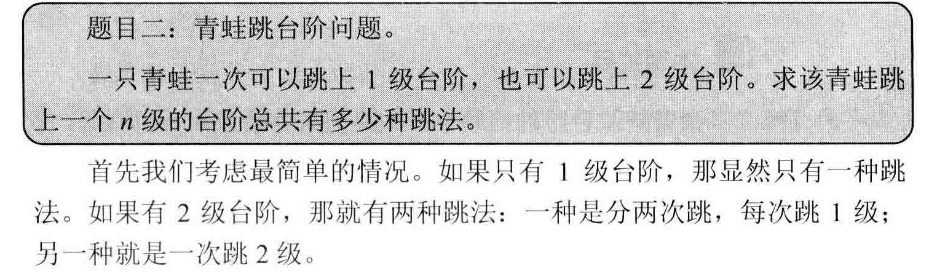 题目二：青蛙跳台阶问题。
一只青蛙一次可以跳上 1 级台阶，也可以跳上 2 级台阶。求该青蛙跳
上一个 n 级的台阶总共有多少种跳法。
首先我们考虑最简单的情况。如果只有 1 级台阶，那显然只有一种跳
法。如果有 2 级台阶，那就有两种跳法：一种是分两次跳，每次跳 1 级；
另一种就是一次跳 2 级。